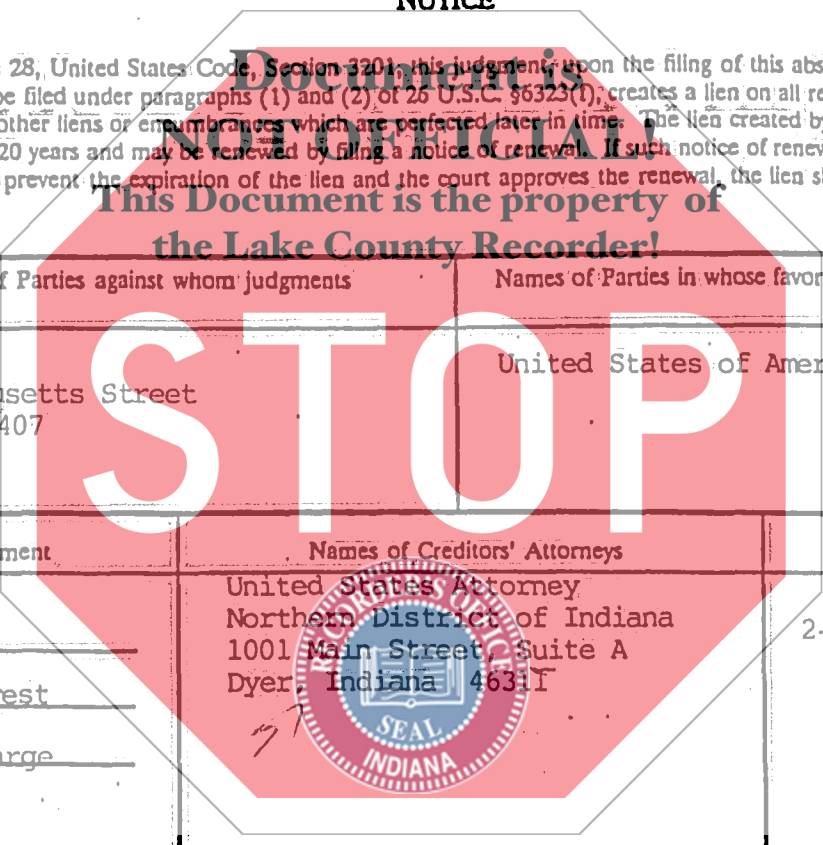 NOTICE
28, United States Code, Section 3201, this judgment, upon the filing of this abs
be filed under paragraphs (1) and (2) of 26 U.S.C. §6323(f), creates a lien on all re
other liens or encumbrances which are perfected later in time. The lien created by
20 years and may be renewed by filing a notice of renewal. If such notice of renew
prevent the expiration of the lien and the court approves the renewal, the lien s
Document is
NOT OFFICIAL!
This Document is the property of
the Lake County Recorder!
f Parties against whom judgments
Names of Parties in whose favor
STOP
United States of Amer
usetts Street
407
ment
Names of Creditors' Attorneys
United States Attorney
Northern District of Indiana
1001 Main Street, Suite A
Dyer, Indiana 46311
2-
est
arge
RECORDER'S OFFICE
SEAL
INDIANA